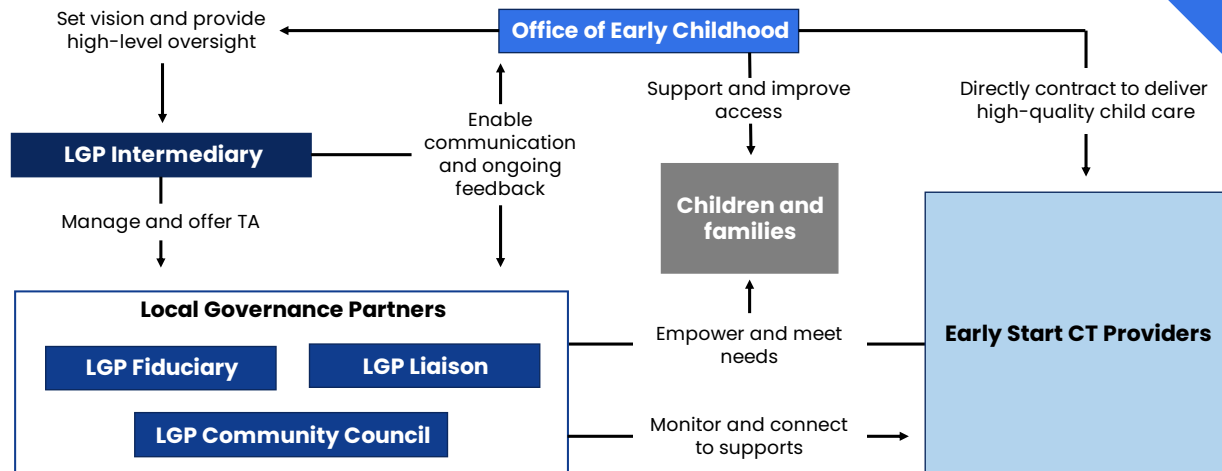 Set vision and provide
high-level oversight
Office of Early Childhood
Support and improve
access
Directly contract to deliver
high-quality child care
Enable
communication
and ongoing
feedback
LGP Intermediary
Manage and offer TA
Children and
families
Local Governance Partners
LGP Fiduciary
LGP Liaison
LGP Community Council
Empower and meet
needs
Monitor and connect
to supports
Early Start CT Providers